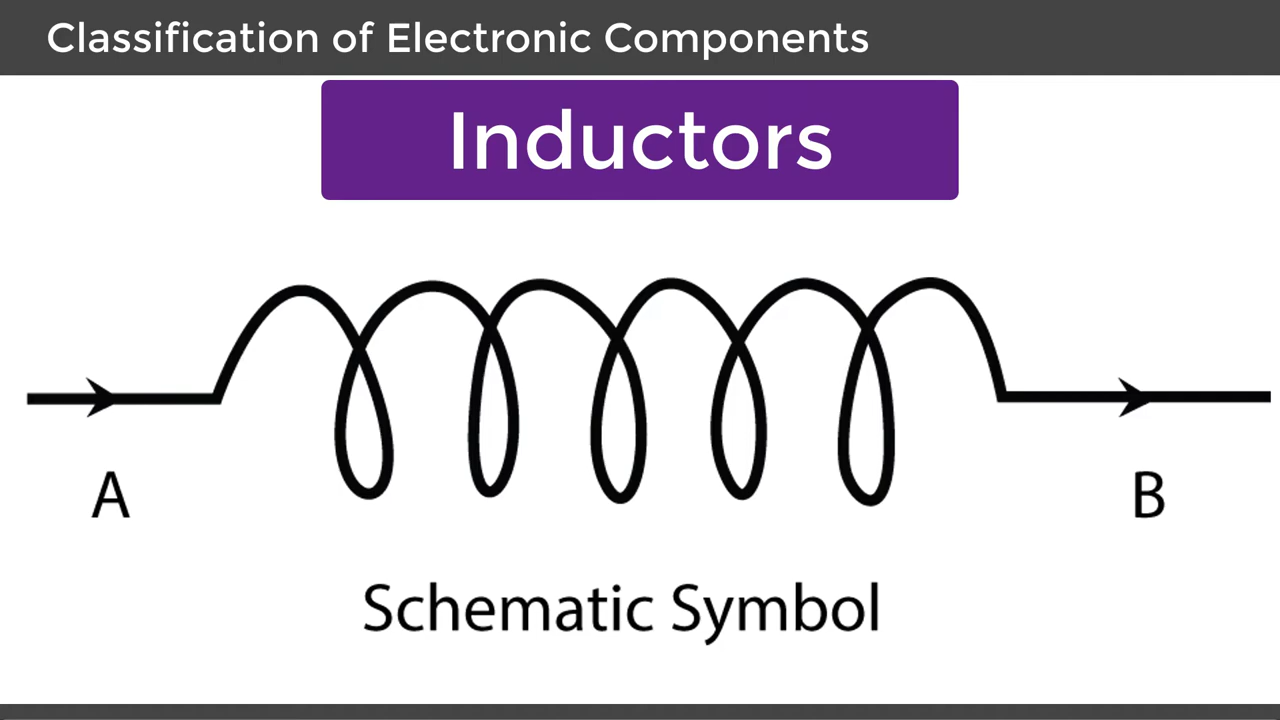 Classification of Electronic Components
Inductors
A
B
Schematic Symbol